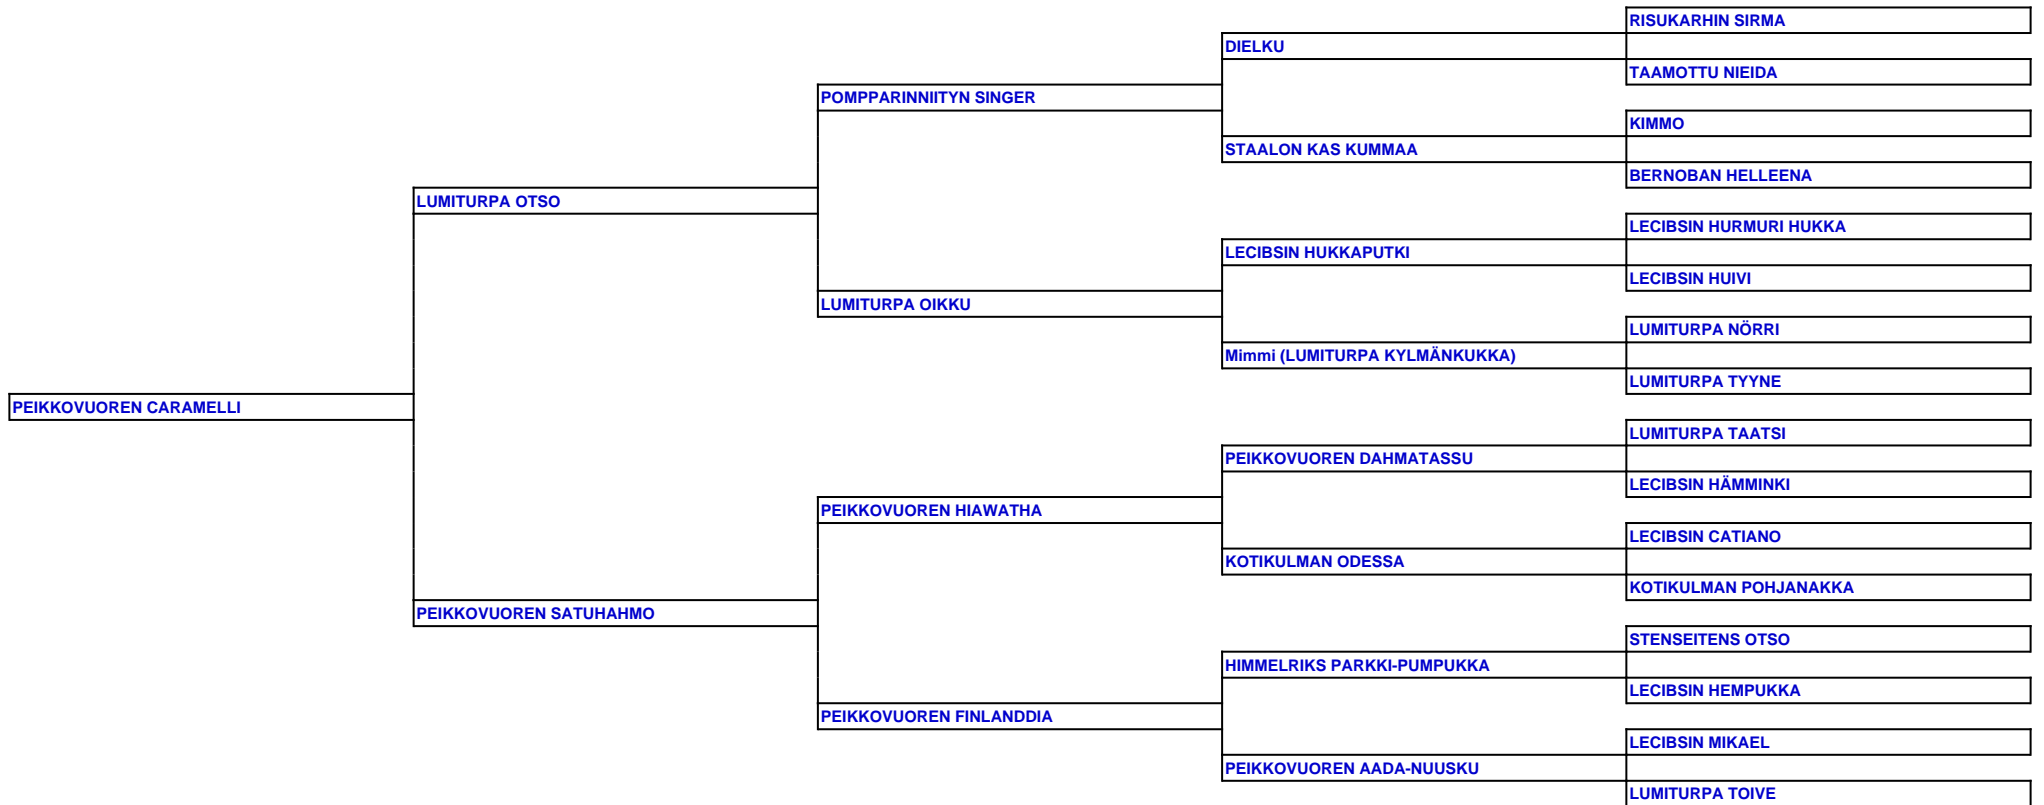 RISUKARHIN SIRMA
DIELKU
TAAMOTTU NIEIDA
POMPPARINNIITYN SINGER
KIMMO
STAALON KAS KUMMAA
BERNOBAN HELLEENA
LUMITURPA OTSO
LECIBSIN HURMURI HUKKA
LECIBSIN HUKKAPUTKI
LECIBSIN HUIVI
LUMITURPA OIKKU
LUMITURPA NÖRRI
Mimmi (LUMITURPA KYLMÄNKUKKA)
LUMITURPA TYYNE
PEIKKOVUOREN CARAMELLI
LUMITURPA TAATSI
PEIKKOVUOREN DAHMATASSU
LECIBSIN HÄMMINKI
PEIKKOVUOREN HIAWATHA
LECIBSIN CATIANO
KOTIKULMAN ODESSA
KOTIKULMAN POHJANAKKA
PEIKKOVUOREN SATUHAHMO
STENSEITENS OTSO
HIMMELRIKS PARKKI-PUMPUKKA
LECIBSIN HEMPUKKA
PEIKKOVUOREN FINLANDDIA
LECIBSIN MIKAEL
PEIKKOVUOREN AADA-NUUSKU
LUMITURPA TOIVE